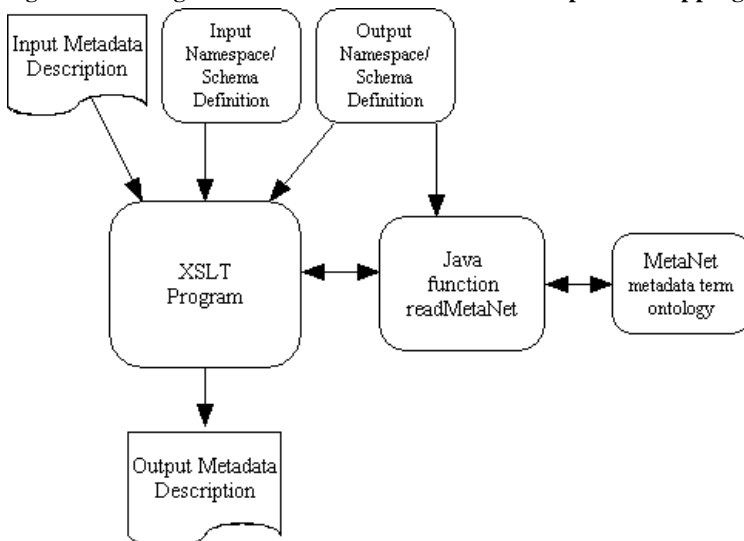 Input Metadata
Description
Input
Namespace/
Schema
Definition
Output
Namespace/
Schema
Definition
XSLT
Program
Java
function
readMetaNet
MetaNet
metadata term
ontology
Output Metadata
Description